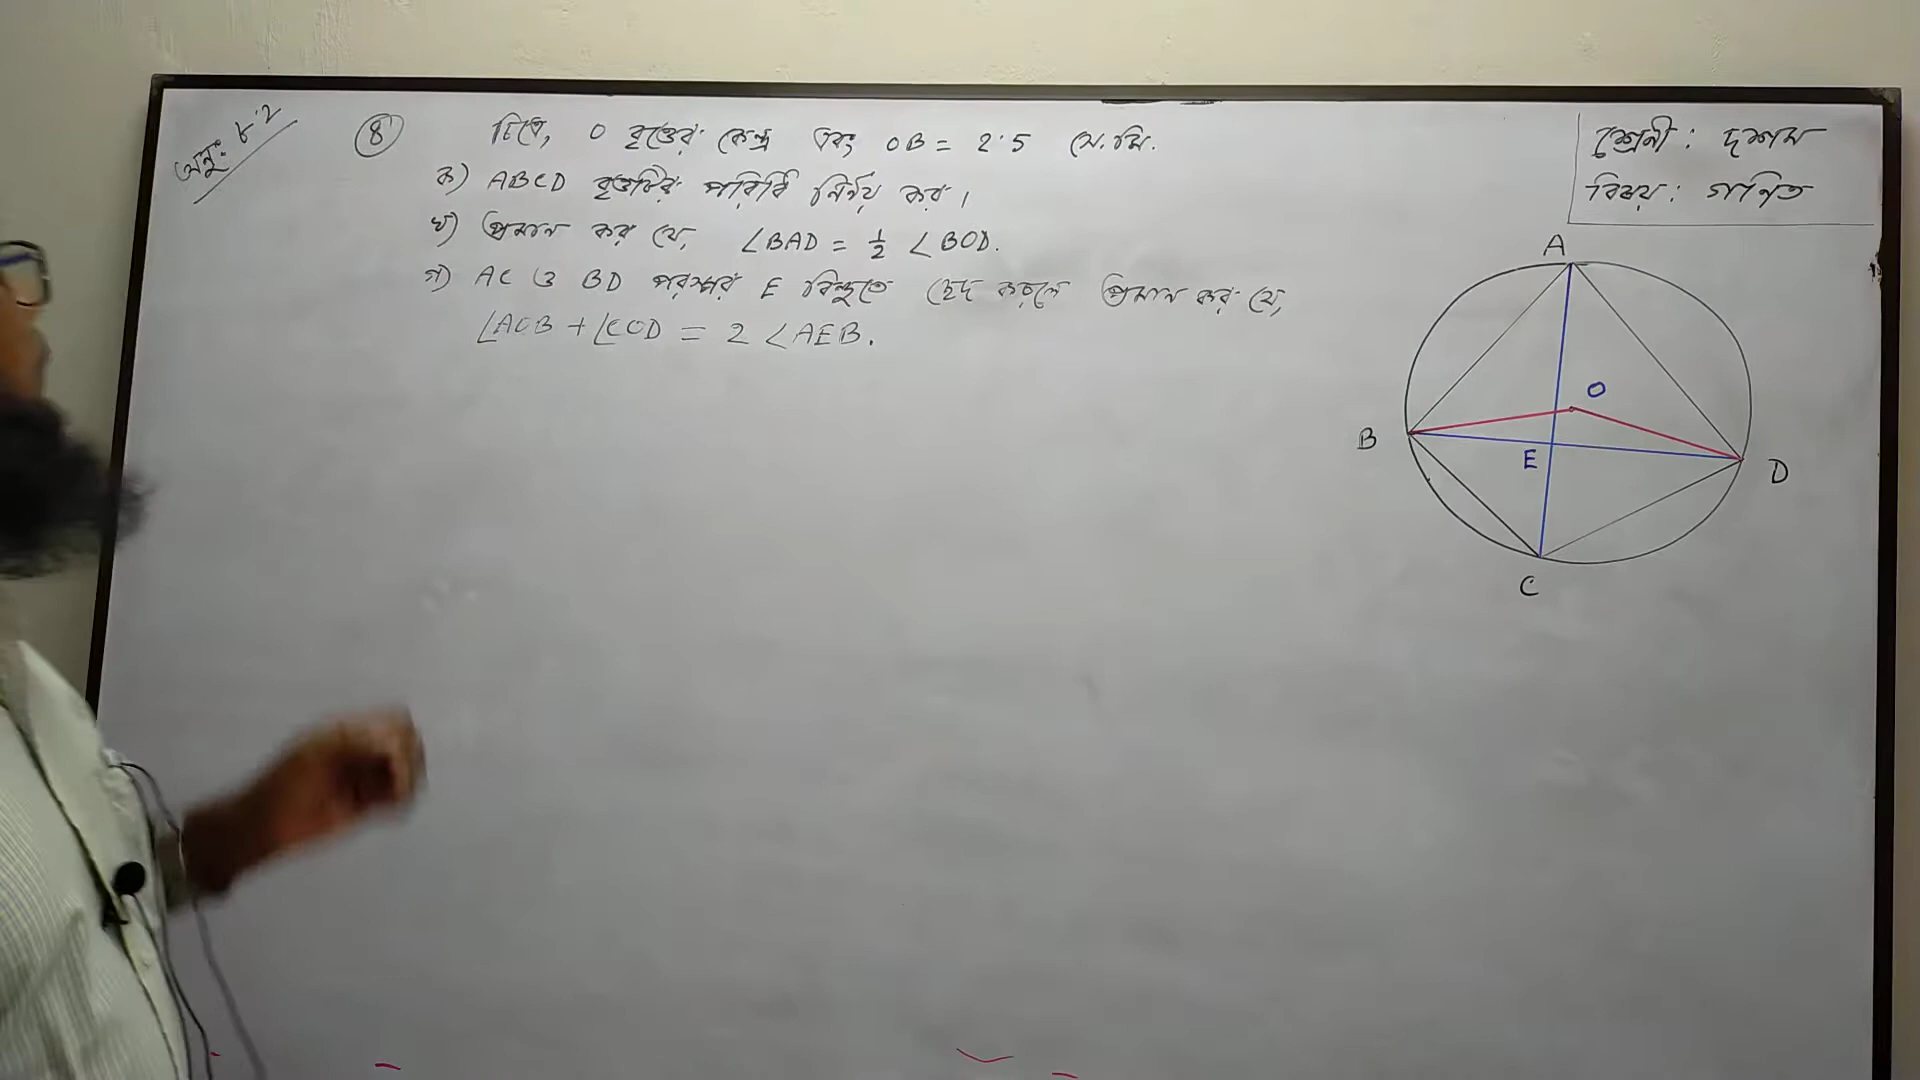 অনু: ৮.২
৪ চিত্রে, O বৃত্তের কেন্দ্র এবং OB = 2.5 সে.মি.
ক) ABCD বৃত্তটির পরিধি নির্ণয় কর।
খ) প্রমান কর যে, ∠BAD = 1/2 ∠BOD.
গ) AC ও BD পরস্পর E বিন্দুতে ছেদ করলে প্রমান কর যে,
∠AOB + ∠COD = 2 ∠AEB.
শ্রেনী : দশম
বিষয় : গণিত
A
O
B
E
D
C